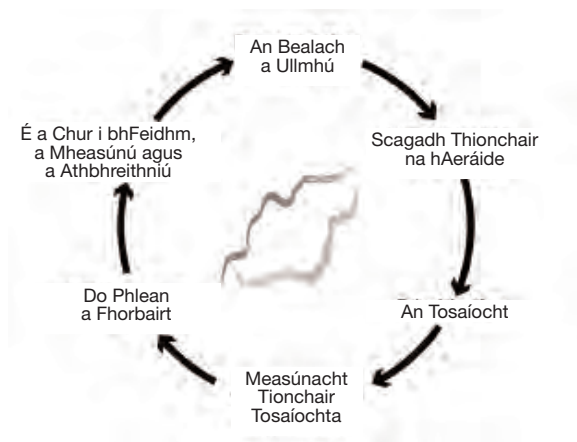 An Bealach
a Ullmhú
Scagadh Thionchair
na hAeráide
An Tosaíocht
Measúnacht
Tionchair
Tosaíochta
Do Phlean
a Fhorbairt
É a Chur i bhFeidhm,
a Mheasúnú agus
a Athbhreithniú